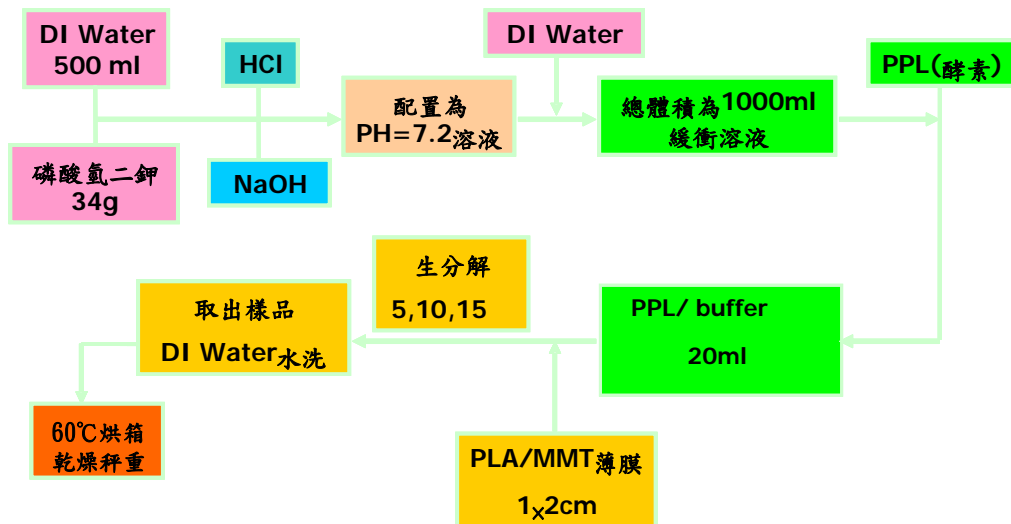 DI Water
500 ml
磷酸氫二鉀
34g
HCl
NaOH
配置為
PH=7.2溶液
DI Water
總體積為1000ml
緩衝溶液
PPL(酵素)
PPL/ buffer
20ml
PLA/MMT薄膜
1x2cm
生分解
5,10,15
取出樣品
DI Water水洗
60℃烘箱
乾燥秤重